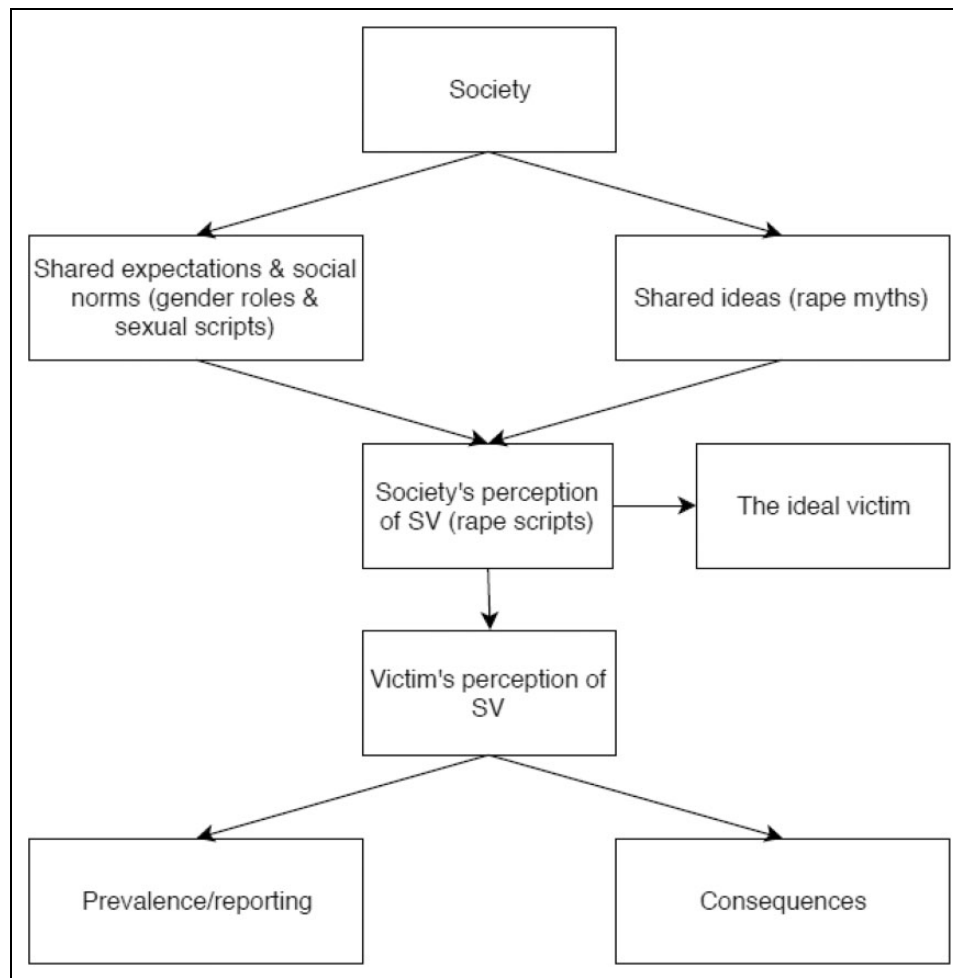 Society
Shared expectations & social
norms (gender roles &
sexual scripts)
Shared ideas (rape myths)
Society's perception
of SV (rape scripts)
The ideal victim
Victim's perception of
SV
Prevalence/reporting
Consequences